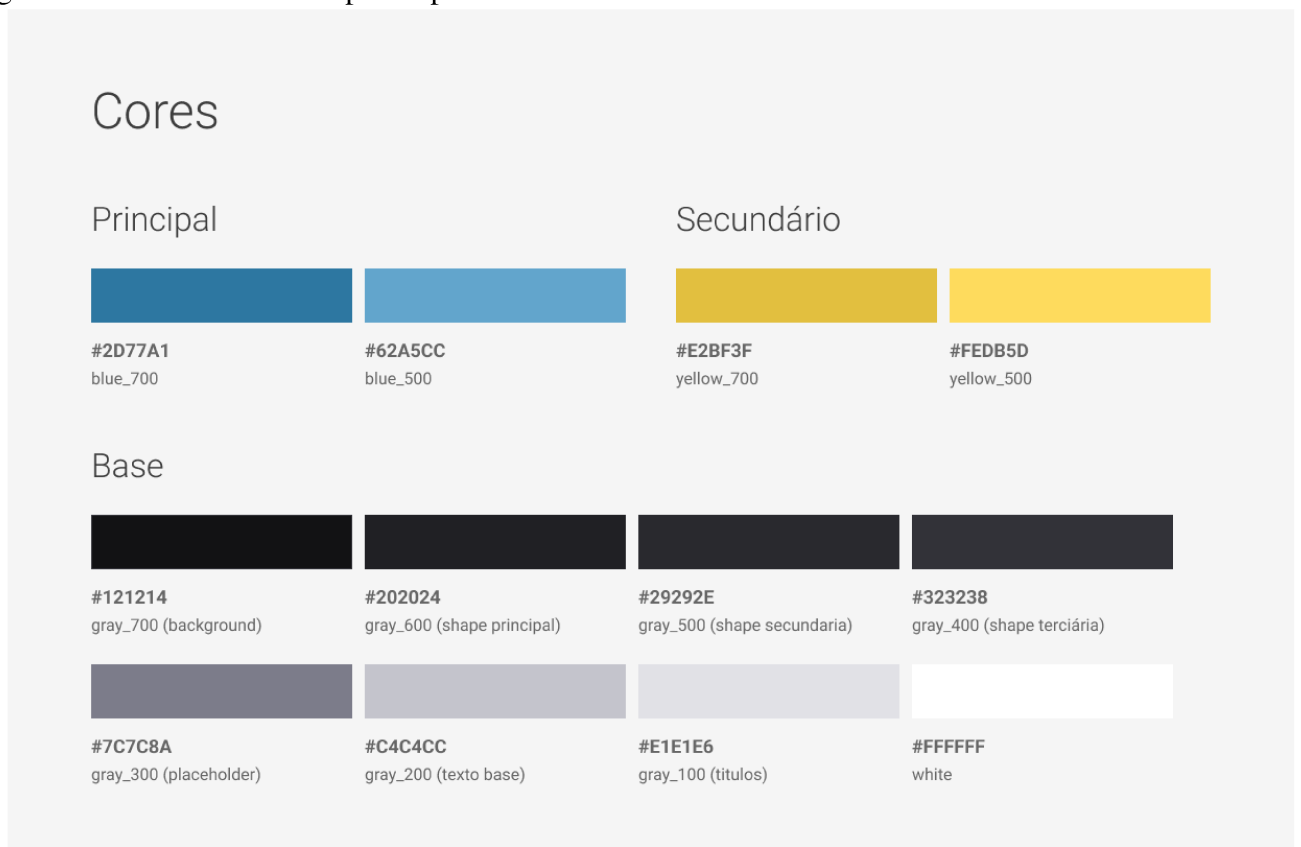 Cores
Principal
Secundário
#2D77A1
#62A5CC
#E2BF3F
#FEDB5D
blue_700
blue_500
yellow_700
yellow_500
Base
#121214
#202024
#29292E
#323238
gray_700 (background)
gray_600 (shape principal)
gray_500 (shape secundaria)
gray_400 (shape terciária)
#7C7C8A
#C4C4CC
#E1E1E6
#FFFFFF
gray_300 (placeholder)
gray_200 (texto base)
gray_100 (titulos)
white